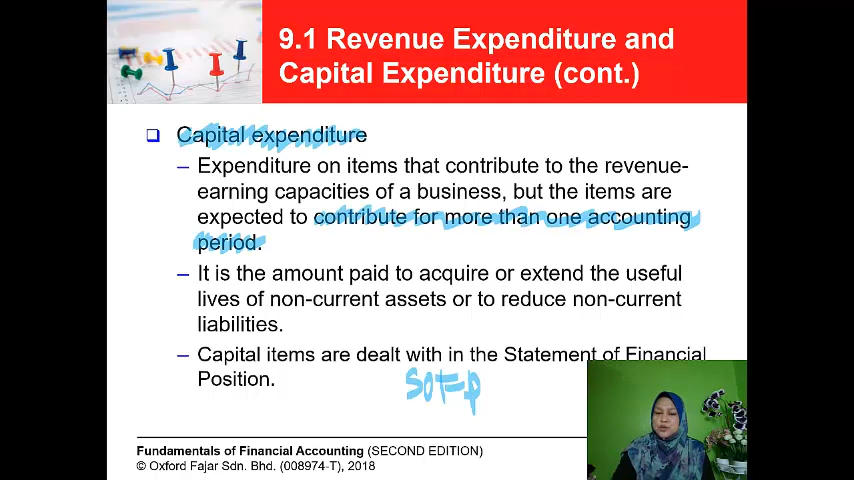 9.1 Revenue Expenditure and
Capital Expenditure (cont.)
❑ Capital expenditure
– Expenditure on items that contribute to the revenue-
earning capacities of a business, but the items are
expected to contribute for more than one accounting
period.
– It is the amount paid to acquire or extend the useful
lives of non-current assets or to reduce non-current
liabilities.
– Capital items are dealt with in the Statement of Financial
Position.
SOFP
Fundamentals of Financial Accounting (SECOND EDITION)
© Oxford Fajar Sdn. Bhd. (008974-T), 2018